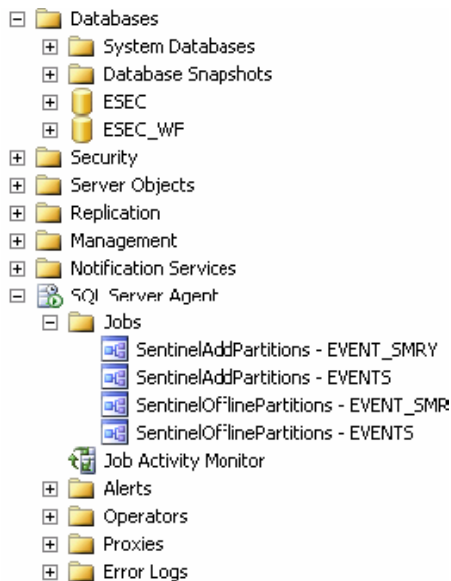 Databases
System Databases
Database Snapshots
ESEC
ESEC_WF
Security
Server Objects
Replication
Management
Notification Services
SQL Server Agent
Jobs
SentinelAddPartitions - EVENT_SMRY
SentinelAddPartitions - EVENTS
SentinelOfflinePartitions - EVENT_SMR
SentinelOfflinePartitions - EVENTS
Job Activity Monitor
Alerts
Operators
Proxies
Error Logs